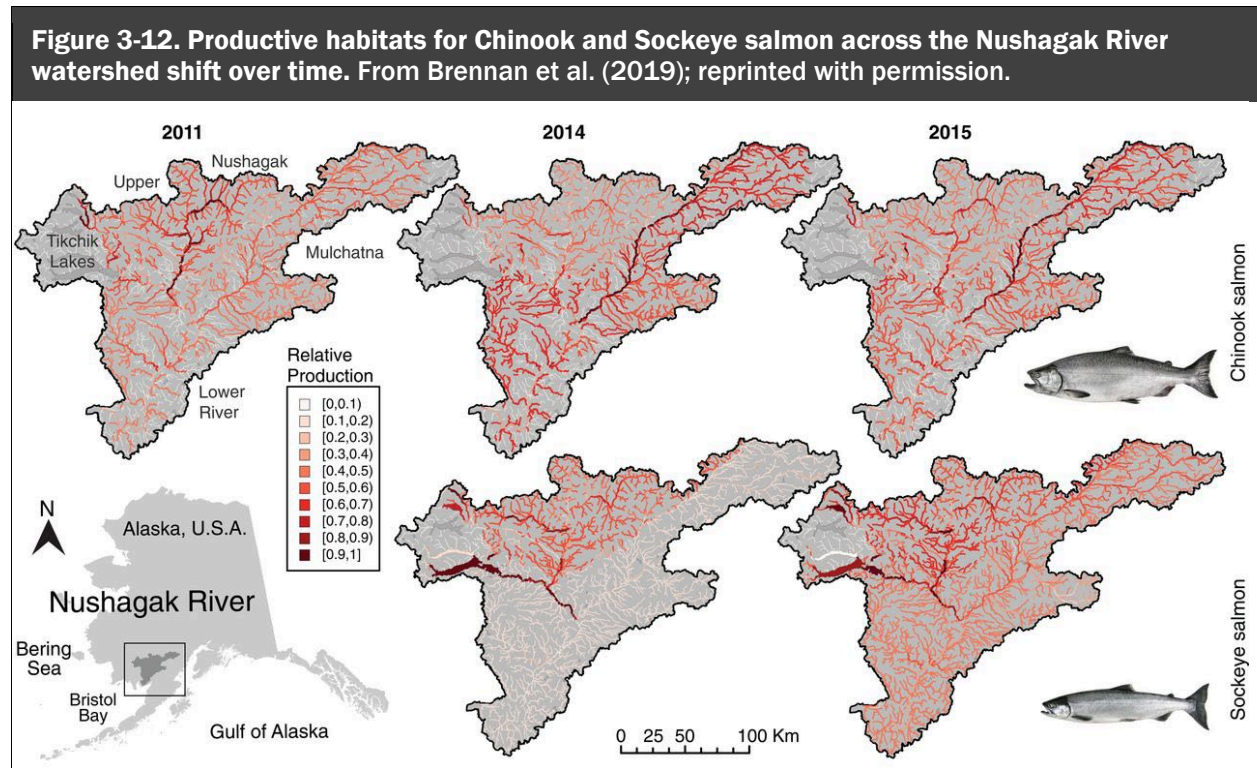 Figure 3-12. Productive habitats for Chinook and Sockeye salmon across the Nushagak River
watershed shift over time. From Brennan et al. (2019); reprinted with permission.
2011
2014
2015
Nushagak
Upper
Tikchik
Lakes
Mulchatna
Lower
River
Chinook salmon
Relative
Production
[0,0.1)
[0.1,0.2)
[0.2,0.3)
[0.3,0.4)
[0.4,0.5)
[0.5,0.6)
[0.6,0.7)
[0.7,0.8)
[0.8,0.9)
[0.9,1]
N
Alaska, U.S.A.
Nushagak River
Bering
Sea
Bristol
Bay
Gulf of Alaska
0 25 50 100 Km
Sockeye salmon